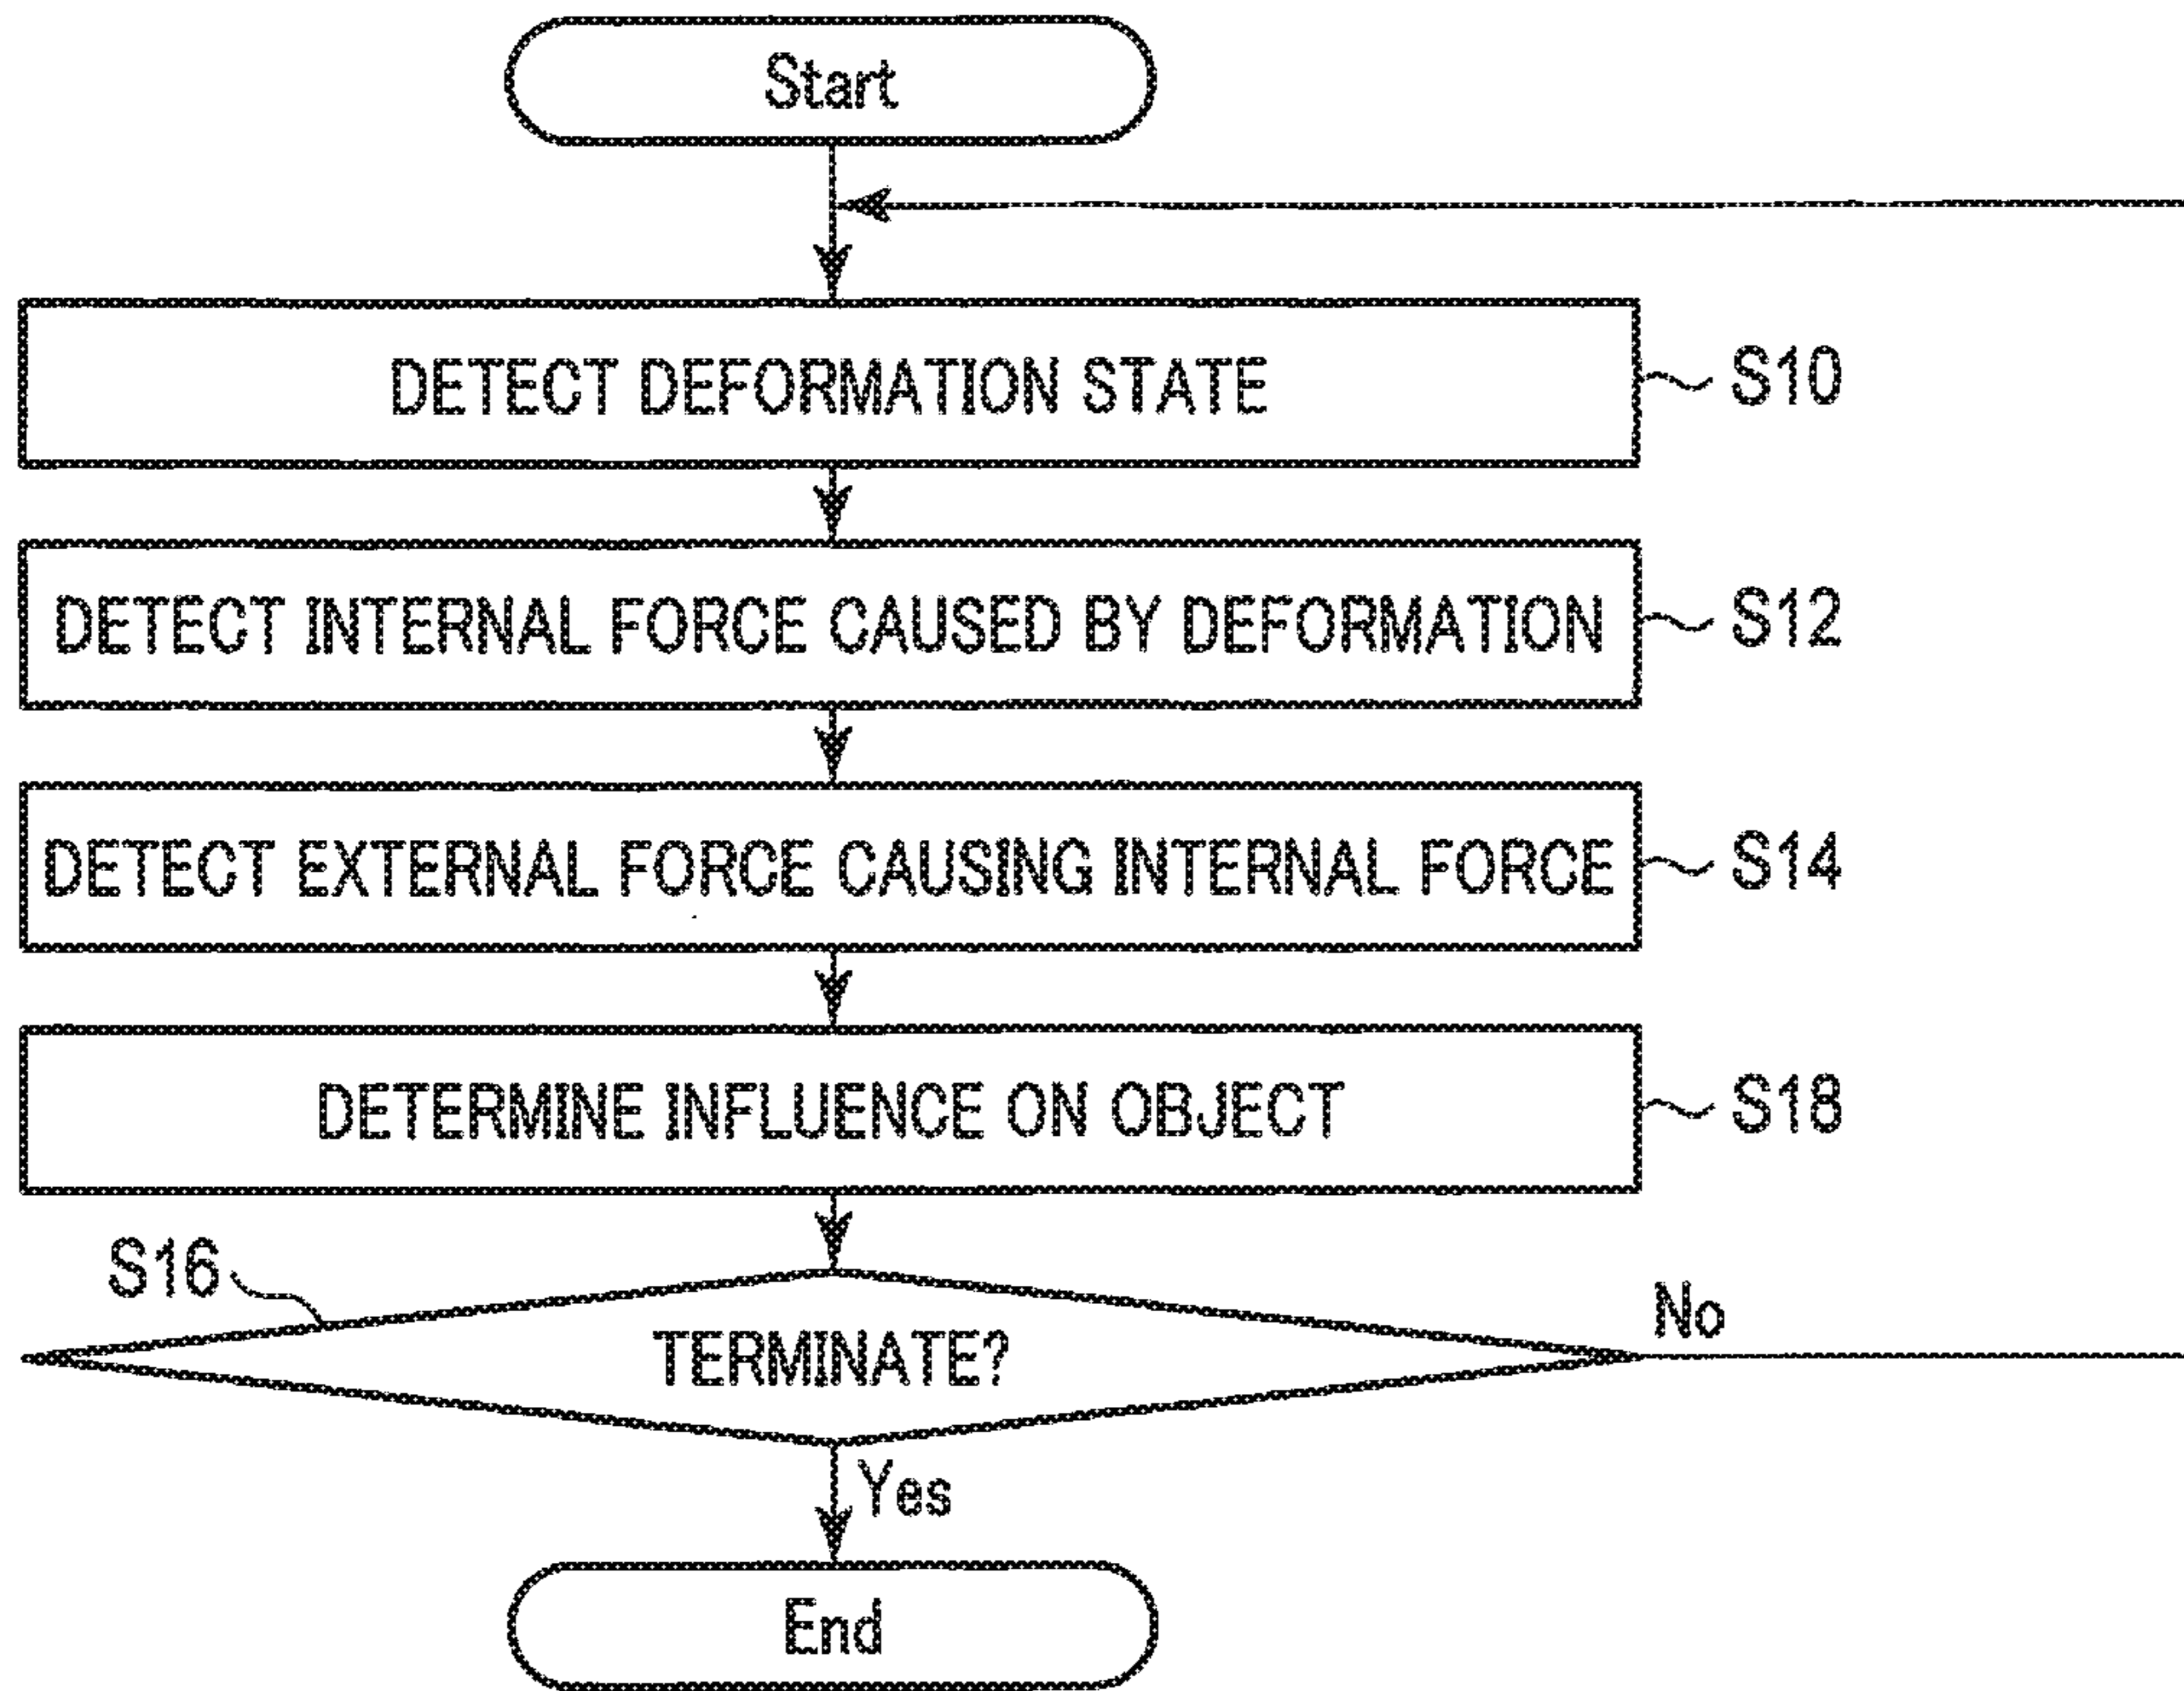 Start
DETECT DEFORMATION STATE
S10
DETECT INTERNAL FORCE CAUSED BY DEFORMATION
S12
DETECT EXTERNAL FORCE CAUSING INTERNAL FORCE
S14
DETERMINE INFLUENCE ON OBJECT
S18
S16
TERMINATE?
No
Yes
End